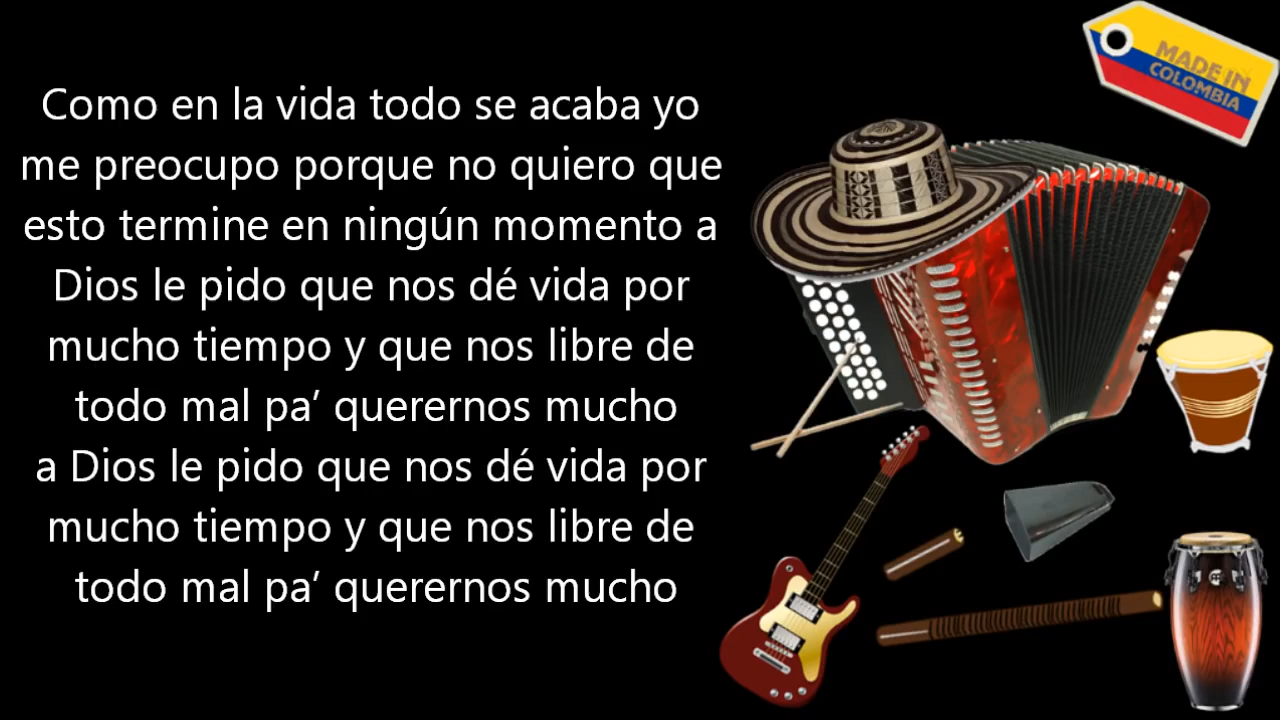 Como en la vida todo se acaba yo
me preocupo porque no quiero que
esto termine en ningún momento a
Dios le pido que nos dé vida por
mucho tiempo y que nos libre de
todo mal pa’ querernos mucho
a Dios le pido que nos dé vida por
mucho tiempo y que nos libre de
todo mal pa’ querernos mucho
MADE IN
COLOMBIA